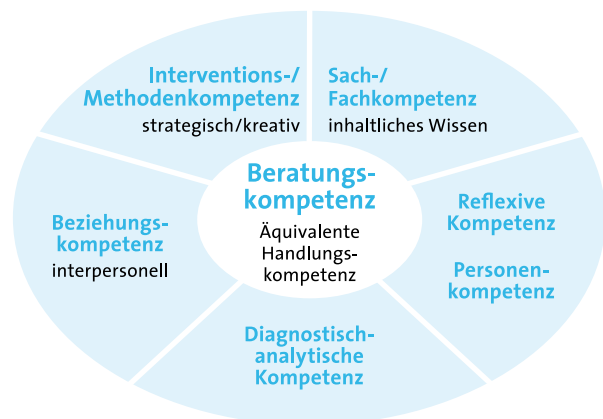 Interventions-/
Methodenkompetenz
strategisch/kreativ
Sach-/
Fachkompetenz
inhaltliches Wissen
Beratungs-
kompetenz
Äquivalente
Handlungs-
kompetenz
Beziehungs-
kompetenz
interpersonell
Reflexive
Kompetenz
Personen-
kompetenz
Diagnostisch-
analytische
Kompetenz